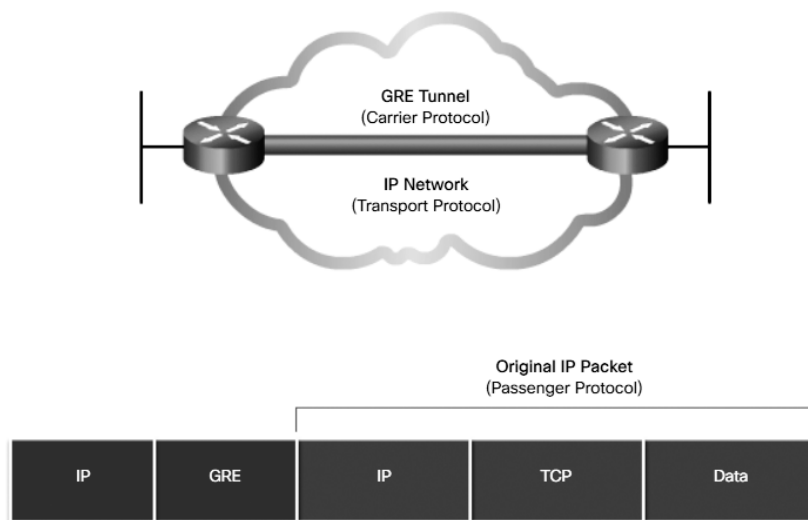 GRE Tunnel
(Carrier Protocol)
IP Network
(Transport Protocol)
Original IP Packet
(Passenger Protocol)
IP GRE IP TCP Data